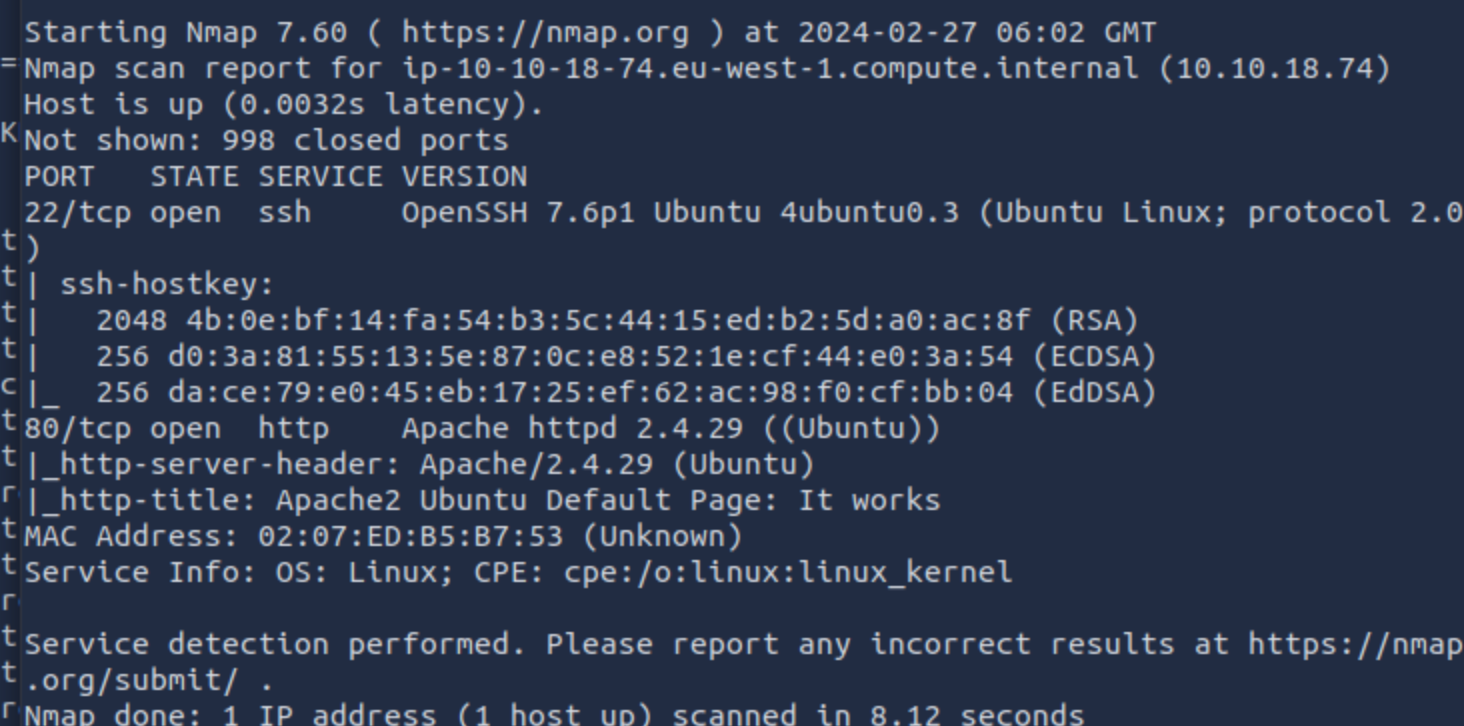 Starting Nmap 7.60 ( https://nmap.org ) at 2024-02-27 06:02 GMT
Nmap scan report for ip-10-10-18-74.eu-west-1.compute.internal (10.10.18.74)
Host is up (0.0032s latency).
Not shown: 998 closed ports
PORT   STATE SERVICE VERSION
22/tcp open  ssh     OpenSSH 7.6p1 Ubuntu 4ubuntu0.3 (Ubuntu Linux; protocol 2.0
)
| ssh-hostkey:
|   2048 4b:0e:bf:14:fa:54:b3:5c:44:15:ed:b2:5d:a0:ac:8f (RSA)
|   256 d0:3a:81:55:13:5e:87:0c:e8:52:1e:cf:44:e0:3a:54 (ECDSA)
|_  256 da:ce:79:e0:45:eb:17:25:ef:62:ac:98:f0:cf:bb:04 (EdDSA)
80/tcp open  http    Apache httpd 2.4.29 ((Ubuntu))
|_http-server-header: Apache/2.4.29 (Ubuntu)
|_http-title: Apache2 Ubuntu Default Page: It works
MAC Address: 02:07:ED:B5:B7:53 (Unknown)
Service Info: OS: Linux; CPE: cpe:/o:linux:linux_kernel
Service detection performed. Please report any incorrect results at https://nmap
.org/submit/ .
Nmap done: 1 IP address (1 host up) scanned in 8.12 seconds